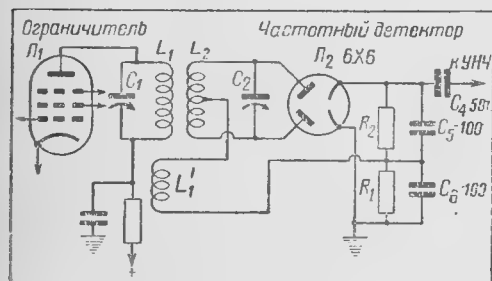 Ограничитель
Л1
Частотный детектор
Л2 6Х6
L1
L2
C1
C2
L1'
R2
R1
к УНЧ
C4 5вт.
C5-100
C6-100
+